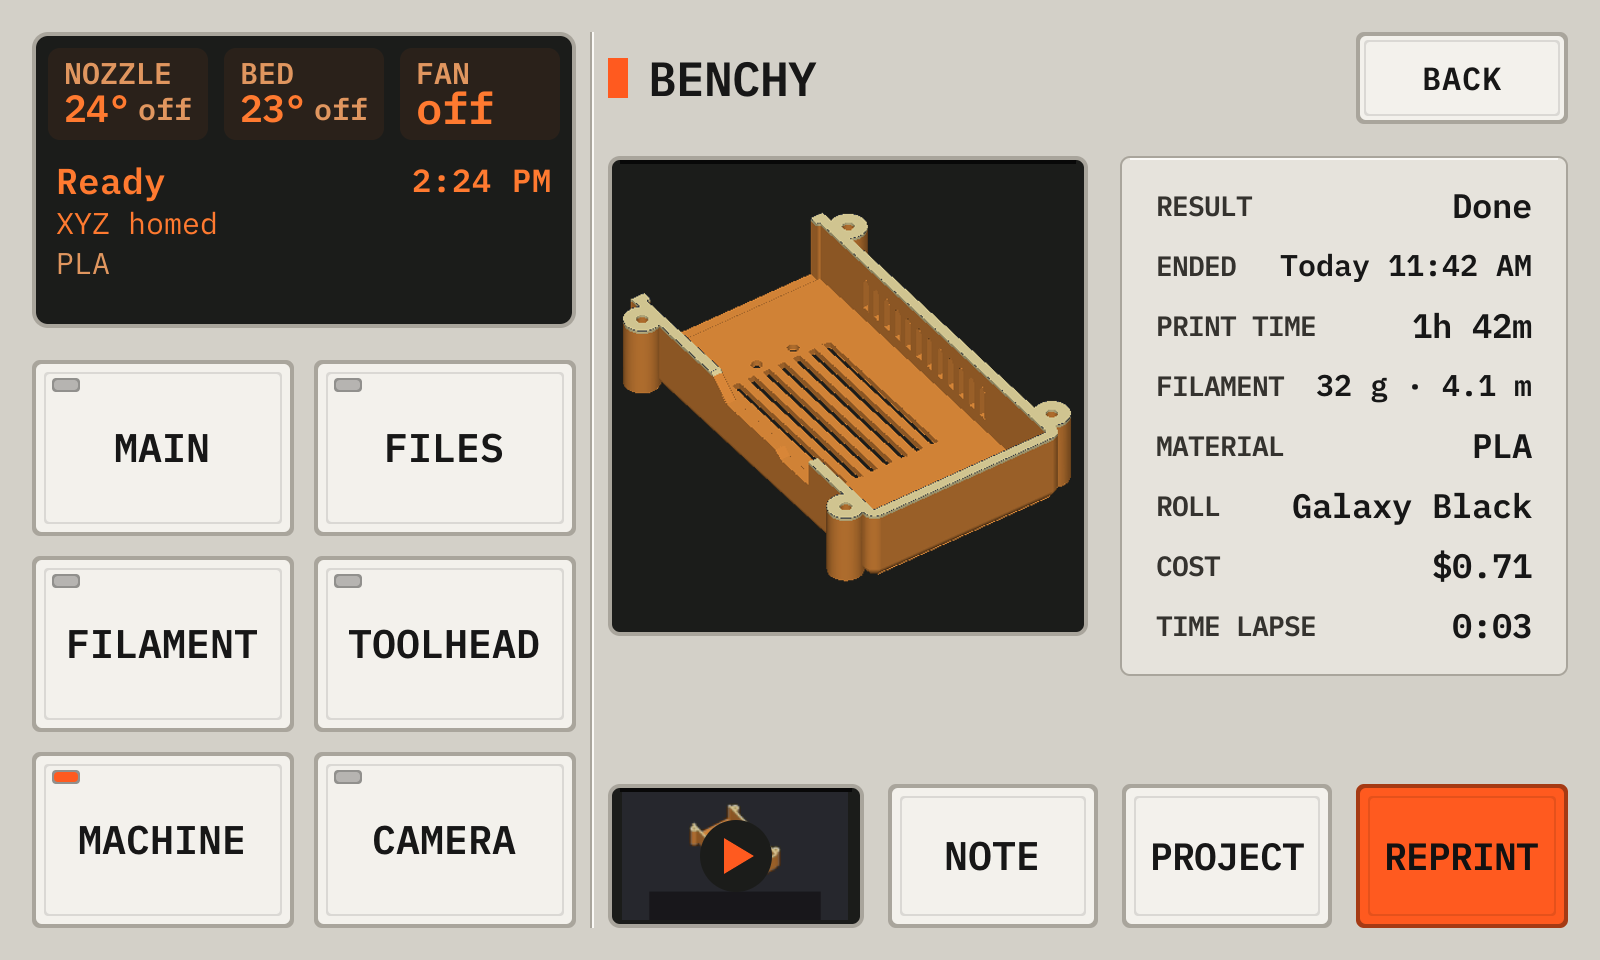 NOZZLE
24° off
BED
23° off
FAN
off
Ready
2:24 PM
XYZ homed
PLA
MAIN
FILES
FILAMENT
TOOLHEAD
MACHINE
CAMERA
BENCHY
BACK
RESULT Done
ENDED Today 11:42 AM
PRINT TIME 1h 42m
FILAMENT 32 g · 4.1 m
MATERIAL PLA
ROLL Galaxy Black
COST $0.71
TIME LAPSE 0:03
NOTE
PROJECT
REPRINT